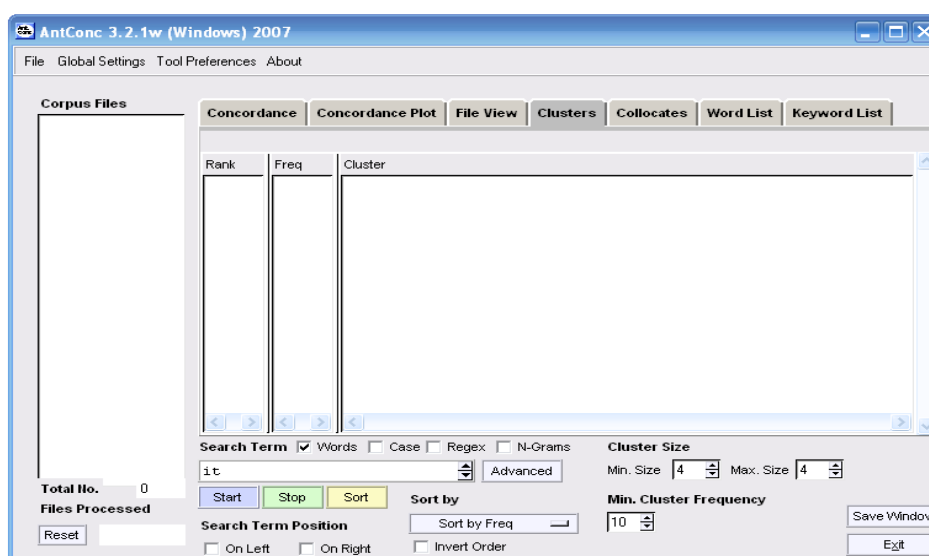 AntConc 3.2.1w (Windows) 2007
File Global Settings Tool Preferences About
Corpus Files
Concordance Concordance Plot File View Clusters Collocates Word List Keyword List
Rank Freq Cluster
Search Term Words Case Regex N-Grams Cluster Size
it Advanced Min. Size 4 Max. Size 4
Total No. 0
Start Stop Sort Sort by Min. Cluster Frequency
Files Processed
Search Term Position Sort by Freq 10 Save Window
Reset
On Left On Right Invert Order Exit